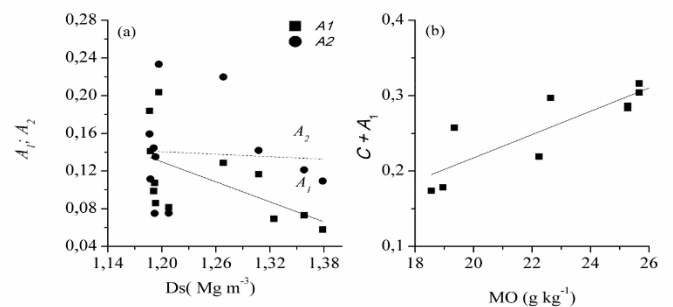 (a)
A1
A2
0,28
0,24
0,20
0,16
0,12
0,08
0,04
A₁; A₂
A₂
A₁
1,14 1,20 1,26 1,32 1,38
Ds( Mg m⁻³)
(b)
0,4
0,3
0,2
0,1
C + A₁
18 20 22 24 26
MO (g kg⁻¹)